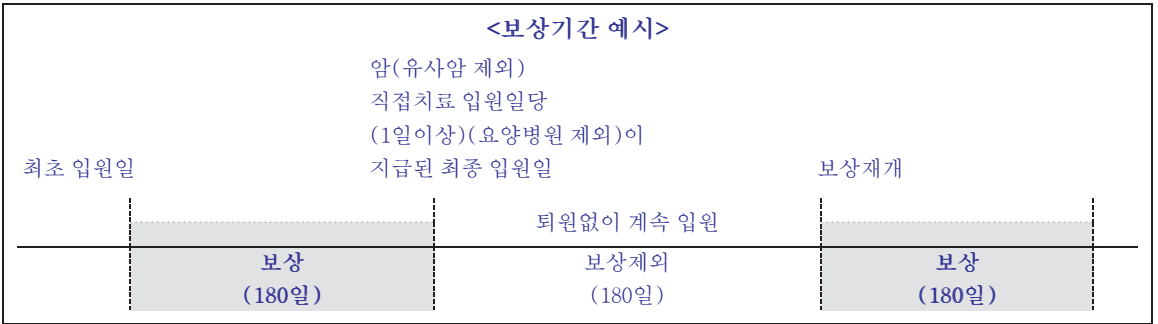 <보상기간 예시>
암(유사암 제외)
직접치료 입원일당
(1일이상)(요양병원 제외)이
최초 입원일
지급된 최종 입원일
보상재개
퇴원없이 계속 입원
보상
보상제외
보상
(180일)
(180일)
(180일)